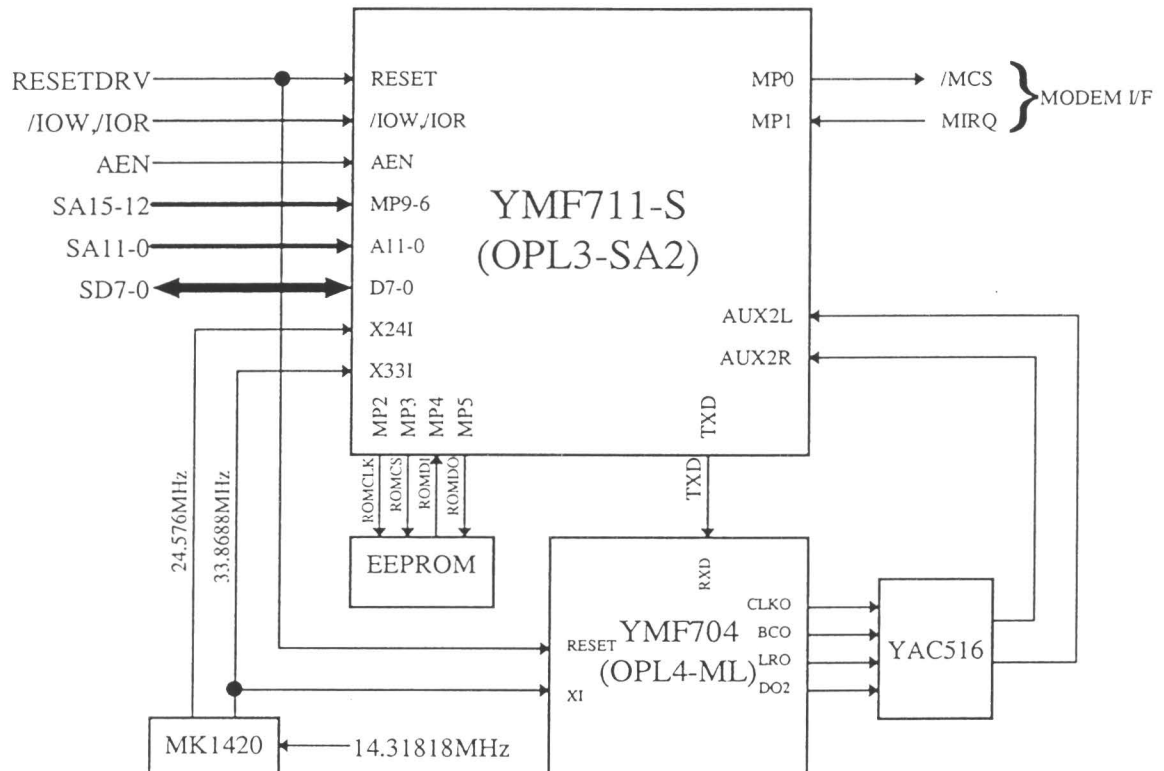 RESETDRV
RESET
MP0
/MCS
/IOW,/IOR
/IOW,/IOR
MP1
MIRQ
MODEM I/F
AEN
AEN
SA15-12
MP9-6
SA11-0
A11-0
SD7-0
D7-0
X24I
X33I
YMF711-S
(OPL3-SA2)
AUX2L
AUX2R
MP2
MP3
MP4
MP5
TXD
ROMCLK
ROMCS
ROMDI
ROMDO
TXD
24.576MHz
33.8688MHz
EEPROM
RXD
RESET
XI
YMF704
(OPL4-ML)
CLKO
BCO
LRO
DO2
YAC516
MK1420
14.31818MHz